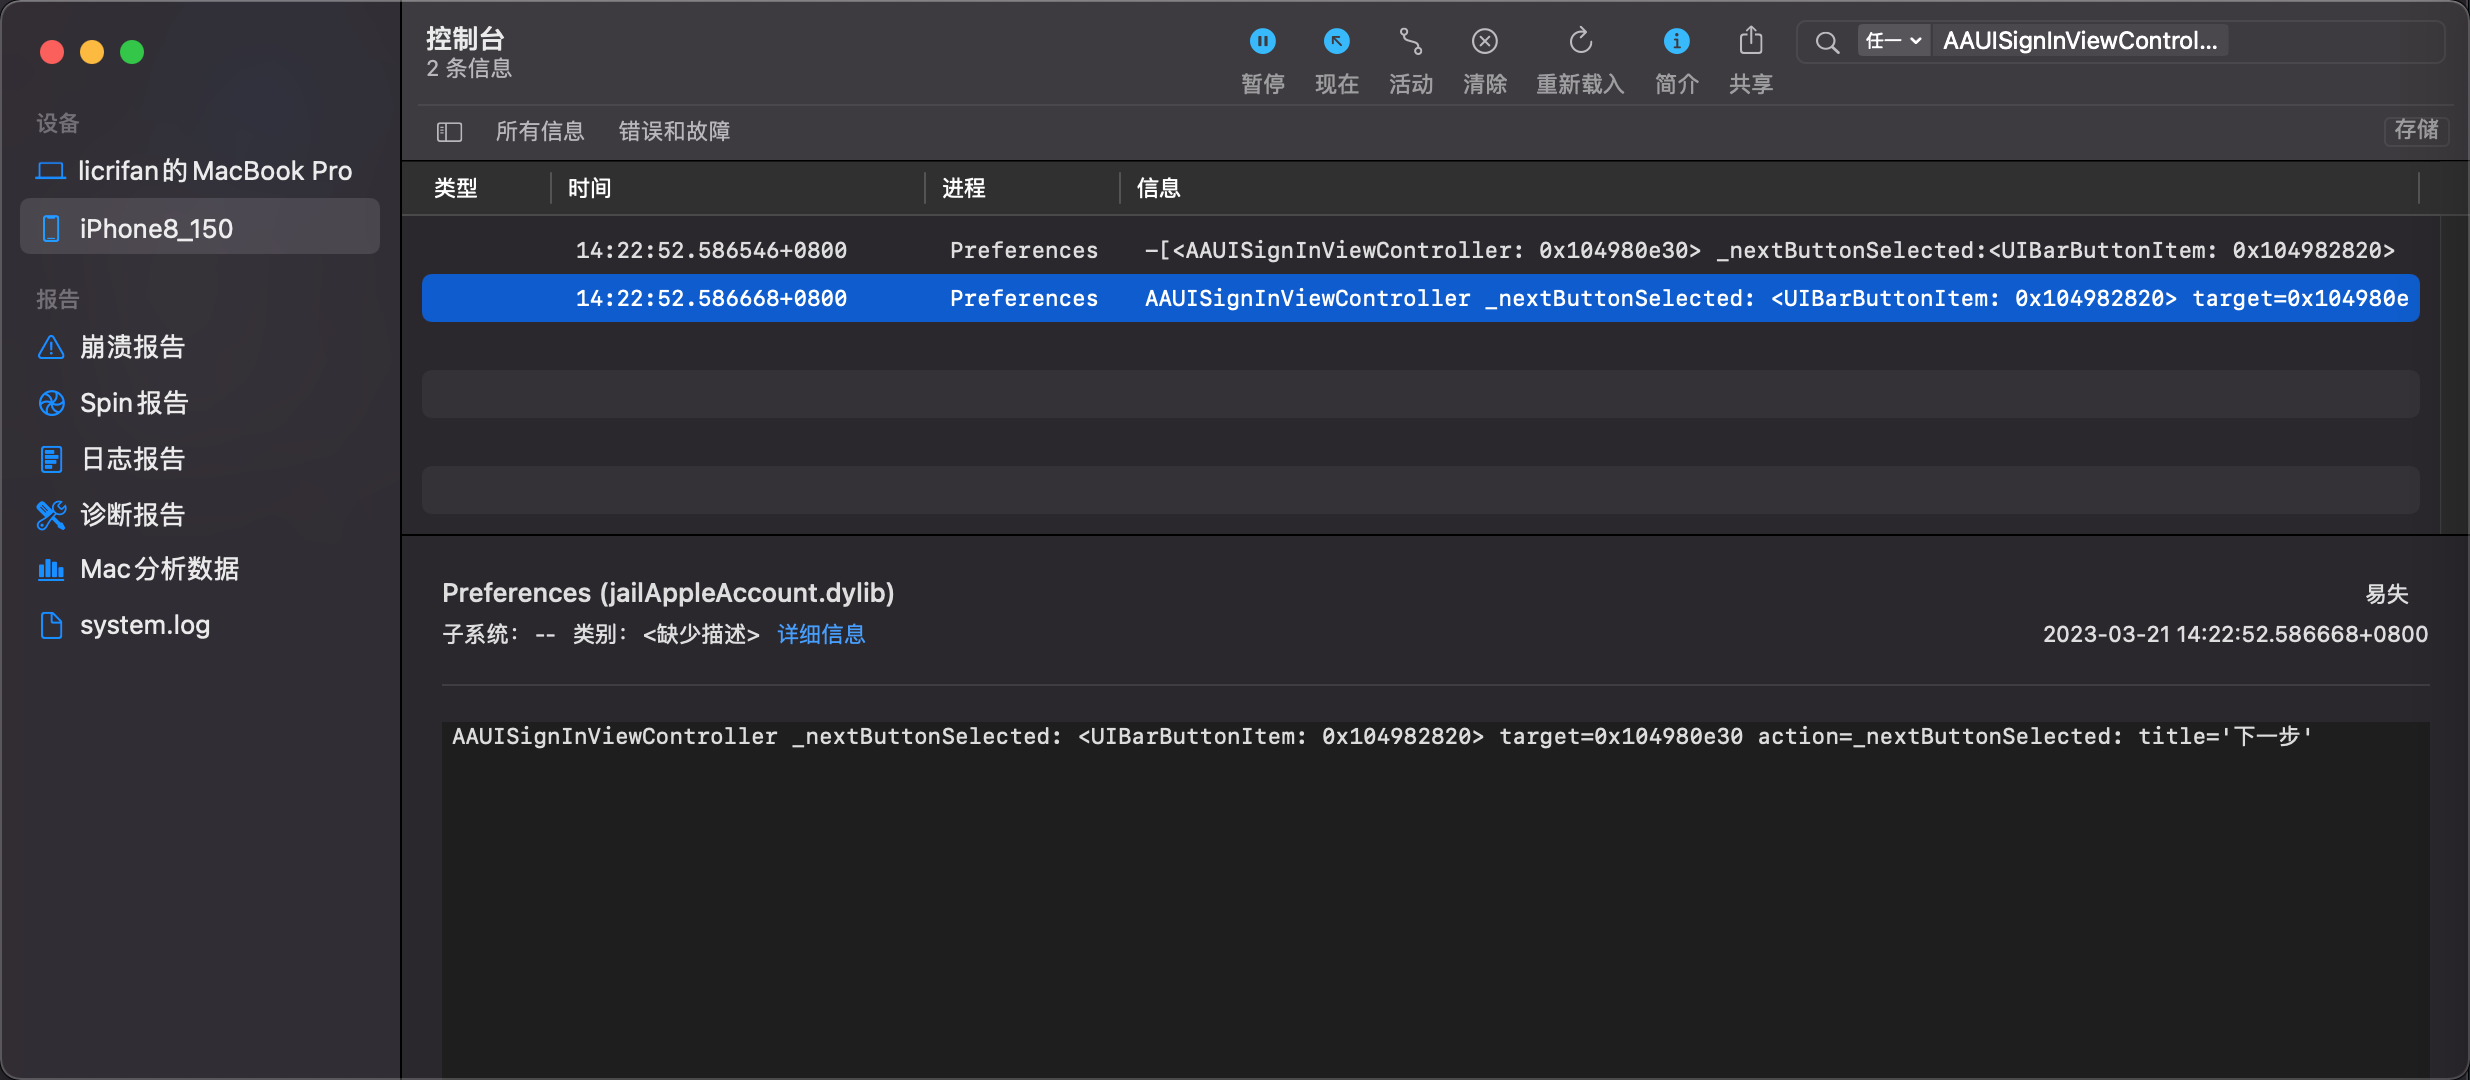 控制台
2 条信息
暂停
现在
活动
清除
重新载入
简介
共享
任一
AAUISignInViewControl...
所有信息
错误和故障
存储
设备
licrifan的MacBook Pro
iPhone8_150
报告
崩溃报告
Spin报告
日志报告
诊断报告
Mac分析数据
system.log
类型 时间 进程 信息
14:22:52.586546+0800 Preferences -[<AAUISignInViewController: 0x104980e30> _nextButtonSelected:<UIBarButtonItem: 0x104982820>
14:22:52.586668+0800 Preferences AAUISignInViewController _nextButtonSelected: <UIBarButtonItem: 0x104982820> target=0x104980e
Preferences (jailAppleAccount.dylib)
易失
子系统: -- 类别: <缺少描述> 详细信息
2023-03-21 14:22:52.586668+0800
AAUISignInViewController _nextButtonSelected: <UIBarButtonItem: 0x104982820> target=0x104980e30 action=_nextButtonSelected: title='下一步'